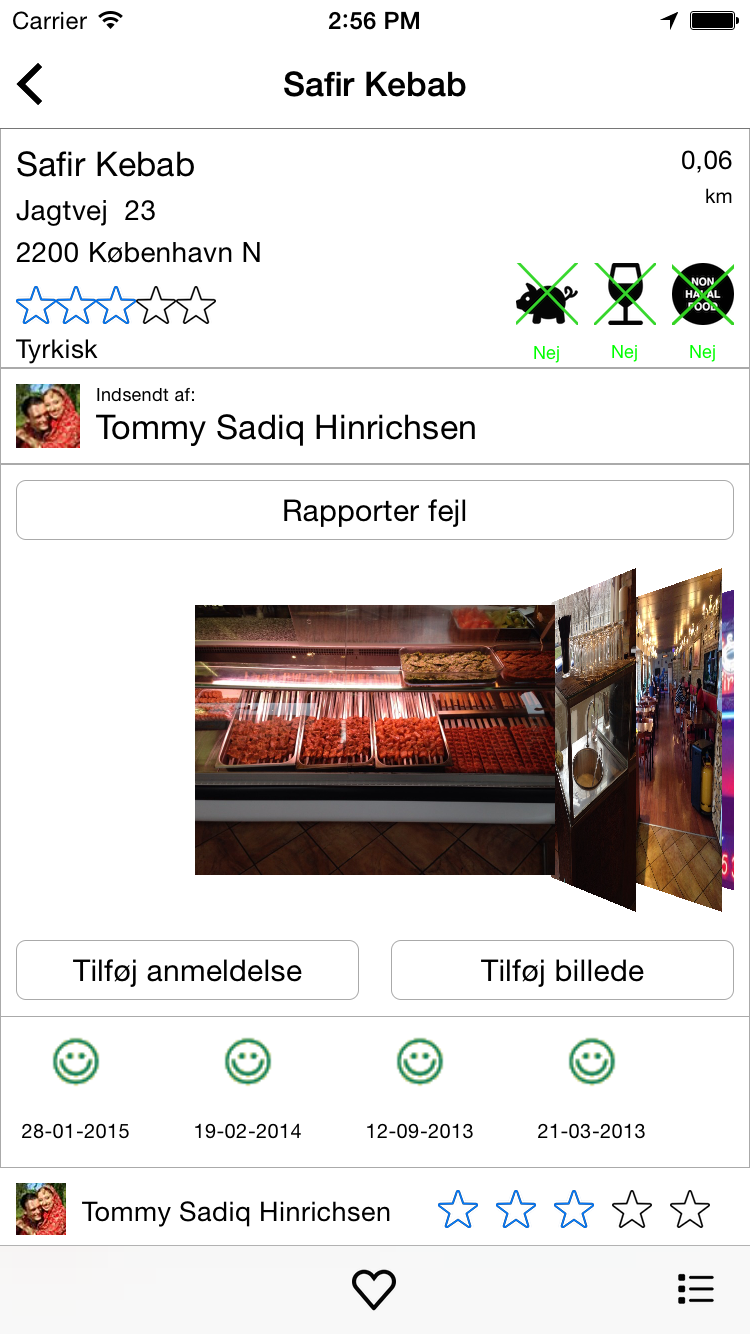 Carrier 2:56 PM
Safir Kebab
Safir Kebab
0,06
km
Jagtvej 23
2200 København N
NON
HALAL
FOOD
Tyrkisk
Nej Nej Nej
Indsendt af:
Tommy Sadiq Hinrichsen
Rapporter fejl
Tilføj anmeldelse Tilføj billede
28-01-2015 19-02-2014 12-09-2013 21-03-2013
Tommy Sadiq Hinrichsen